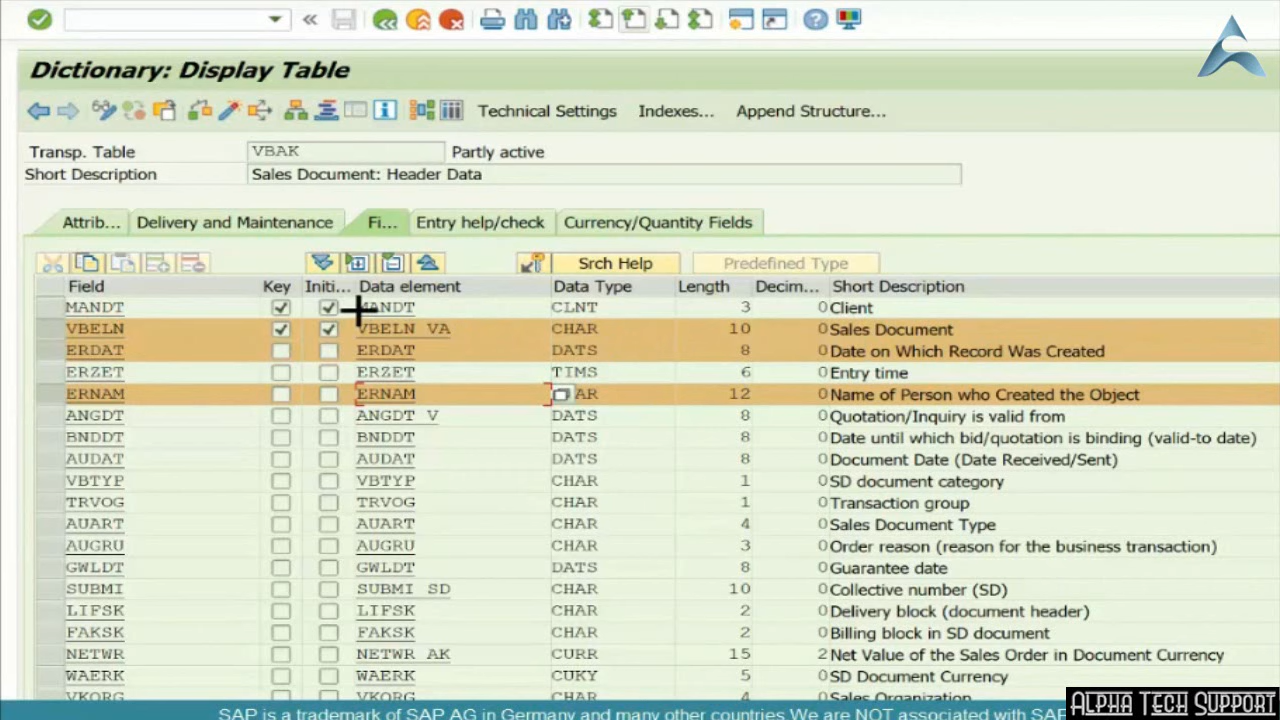 Dictionary: Display Table
Technical Settings Indexes... Append Structure...
Transp. Table VBAK Partly active
Short Description Sales Document: Header Data
Attrib... Delivery and Maintenance Fi... Entry help/check Currency/Quantity Fields
Srch Help Predefined Type
Field Key Initi... Data element Data Type Length Decim... Short Description
MANDT MANDT CLNT 3 0 Client
VBELN VBELN_VA CHAR 10 0 Sales Document
ERDAT ERDAT DATS 8 0 Date on Which Record Was Created
ERZET ERZET TIMS 6 0 Entry time
ERNAM ERNAM AR 12 0 Name of Person who Created the Object
ANGDT ANGDT_V DATS 8 0 Quotation/Inquiry is valid from
BNDDT BNDDT DATS 8 0 Date until which bid/quotation is binding (valid-to date)
AUDAT AUDAT DATS 8 0 Document Date (Date Received/Sent)
VBTYP VBTYP CHAR 1 0 SD document category
TRVOG TRVOG CHAR 1 0 Transaction group
AUART AUART CHAR 4 0 Sales Document Type
AUGRU AUGRU CHAR 3 0 Order reason (reason for the business transaction)
GWLDT GWLDT DATS 8 0 Guarantee date
SUBMI SUBMI_SD CHAR 10 0 Collective number (SD)
LIFSK LIFSK CHAR 2 0 Delivery block (document header)
FAKSK FAKSK CHAR 2 0 Billing block in SD document
NETWR NETWR_AK CURR 15 2 Net Value of the Sales Order in Document Currency
WAERK WAERK CUKY 5 0 SD Document Currency
VKORG VKORG CHAR 4 0 Sales Organization
ALPHA TECH SUPPORT
SAP is a trademark of SAP AG in Germany and many other countries We are NOT associated with SAP